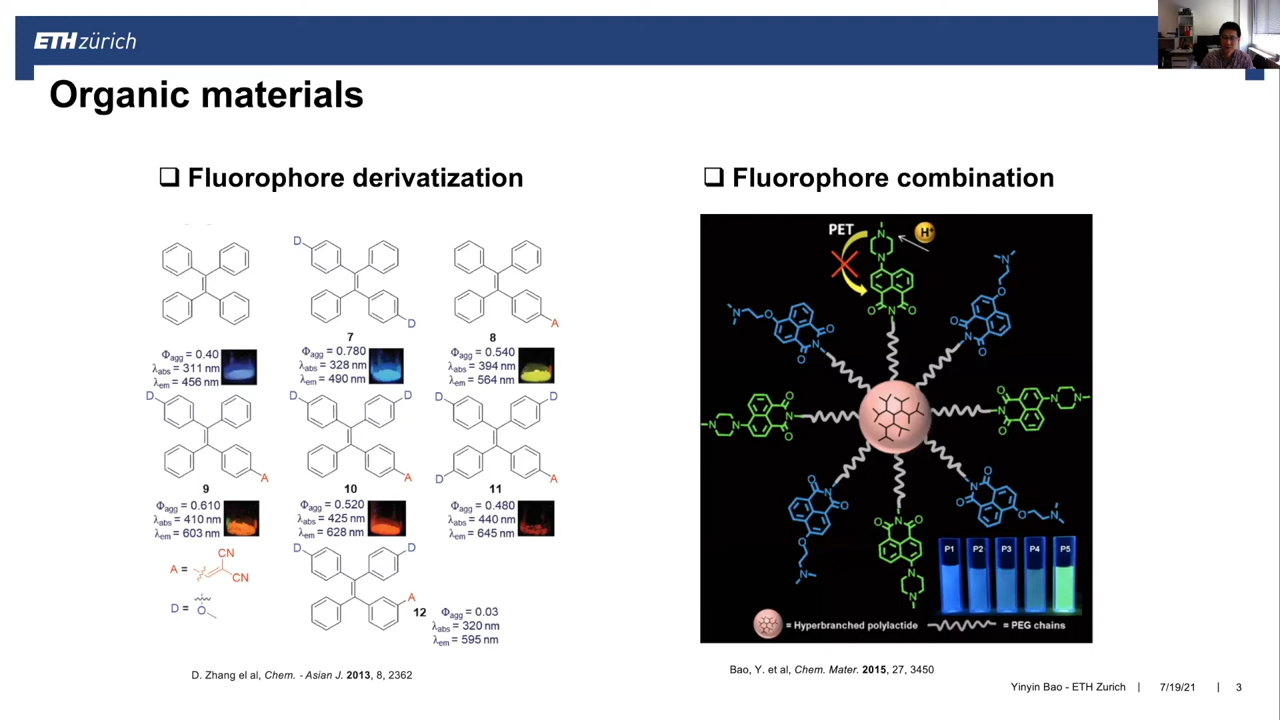 ETH zürich
Organic materials
❑ Fluorophore derivatization
❑ Fluorophore combination
D
D
7
A
8
Φagg = 0.40
λabs = 311 nm
λem = 456 nm
Φagg = 0.780
λabs = 328 nm
λem = 490 nm
Φagg = 0.540
λabs = 394 nm
λem = 564 nm
D
A
9
D
D
A
10
D
D
D
A
11
Φagg = 0.610
λabs = 410 nm
λem = 603 nm
Φagg = 0.520
λabs = 425 nm
λem = 628 nm
Φagg = 0.480
λabs = 440 nm
λem = 645 nm
A =
CN
CN
D =
O
D
D
A
12
Φagg = 0.03
λabs = 320 nm
λem = 595 nm
D. Zhang el al, Chem. - Asian J. 2013, 8, 2362
PET
H+
P1 P2 P3 P4 P5
= Hyperbranched polylactide
= PEG chains
Bao, Y. et al, Chem. Mater. 2015, 27, 3450
Yinyin Bao - ETH Zurich | 7/19/21 | 3